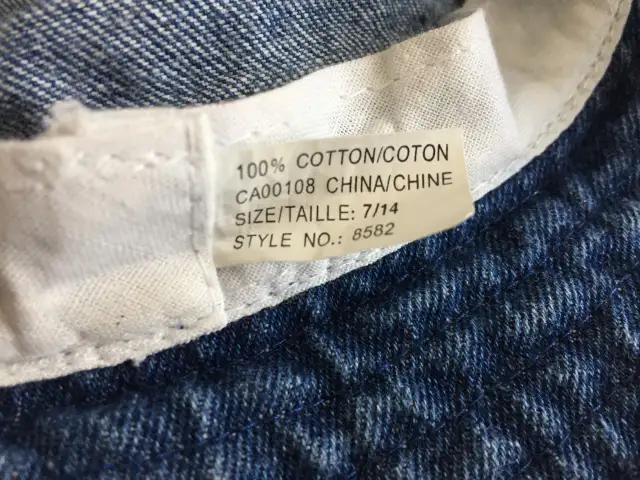 100% COTTON/COTON
CA00108 CHINA/CHINE
SIZE/TAILLE: 7/14
STYLE NO.: 8582